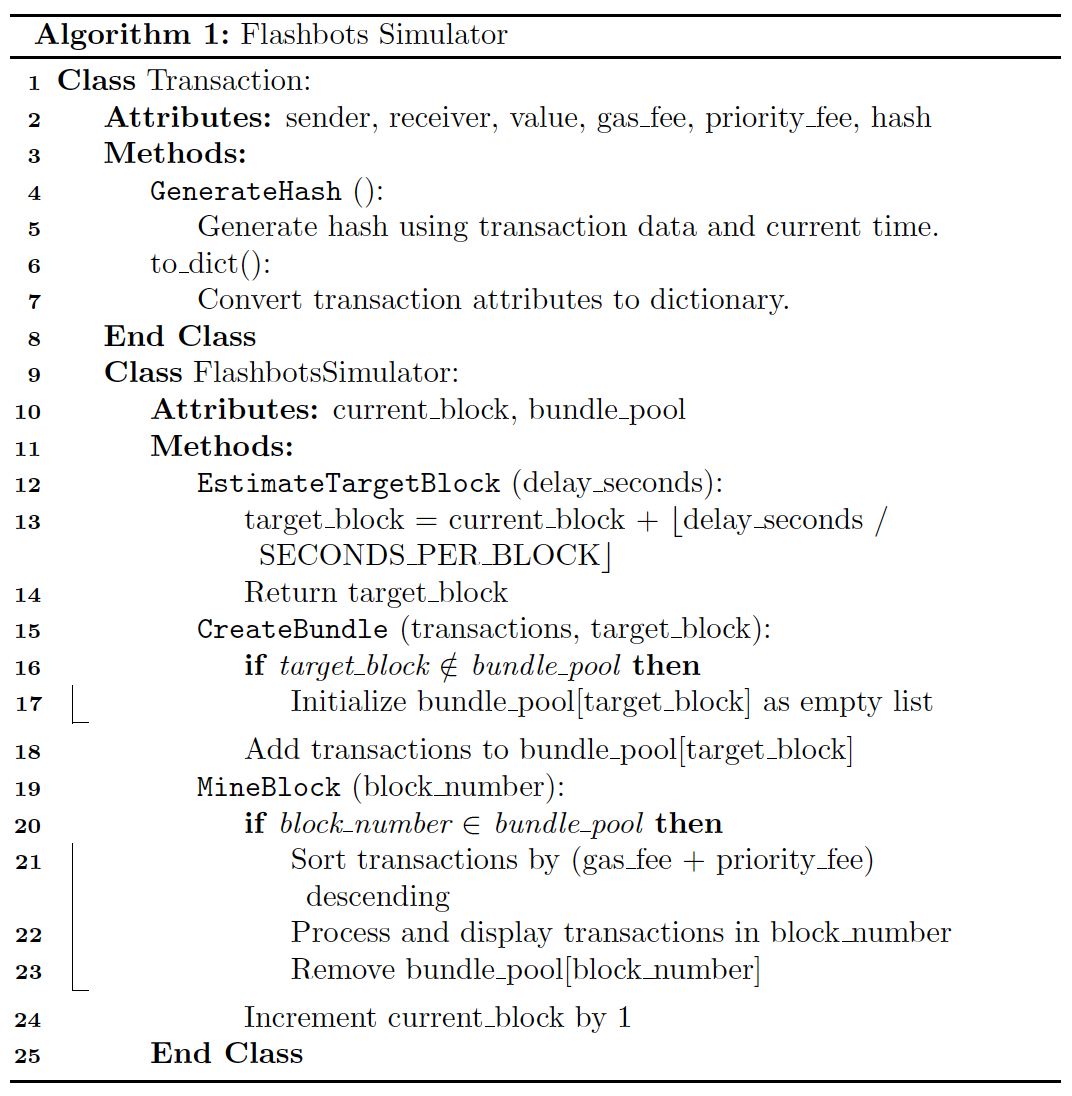 Algorithm 1: Flashbots Simulator
1 Class Transaction:
2 Attributes: sender, receiver, value, gas_fee, priority_fee, hash
3 Methods:
4 GenerateHash ():
5 Generate hash using transaction data and current time.
6 to_dict():
7 Convert transaction attributes to dictionary.
8 End Class
9 Class FlashbotsSimulator:
10 Attributes: current_block, bundle_pool
11 Methods:
12 EstimateTargetBlock (delay_seconds):
13 target_block = current_block + ⌊delay_seconds /
SECONDS_PER_BLOCK⌋
14 Return target_block
15 CreateBundle (transactions, target_block):
16 if target_block ∉ bundle_pool then
17 Initialize bundle_pool[target_block] as empty list
18 Add transactions to bundle_pool[target_block]
19 MineBlock (block_number):
20 if block_number ∈ bundle_pool then
21 Sort transactions by (gas_fee + priority_fee)
descending
22 Process and display transactions in block_number
23 Remove bundle_pool[block_number]
24 Increment current_block by 1
25 End Class